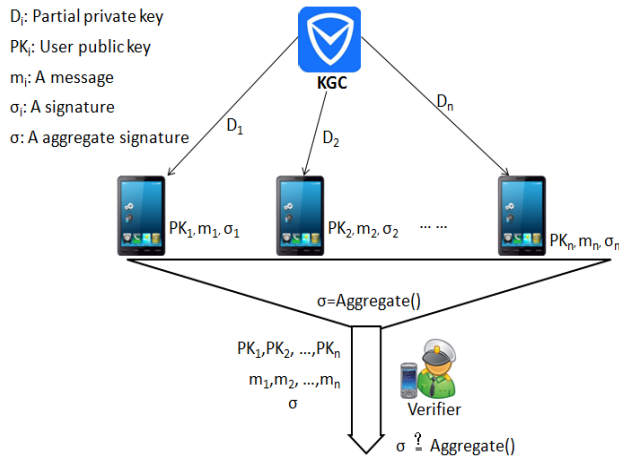 Dᵢ: Partial private key
PKᵢ: User public key
mᵢ: A message
σᵢ: A signature
σ: A aggregate signature
KGC
D₁
D₂
Dₙ
PK₁,m₁,σ₁
PK₂,m₂,σ₂
... ...
PKₙ,mₙ,σₙ
σ=Aggregate()
PK₁,PK₂, ...,PKₙ
m₁,m₂, ...,mₙ
σ
Verifier
σ ≟ Aggregate()